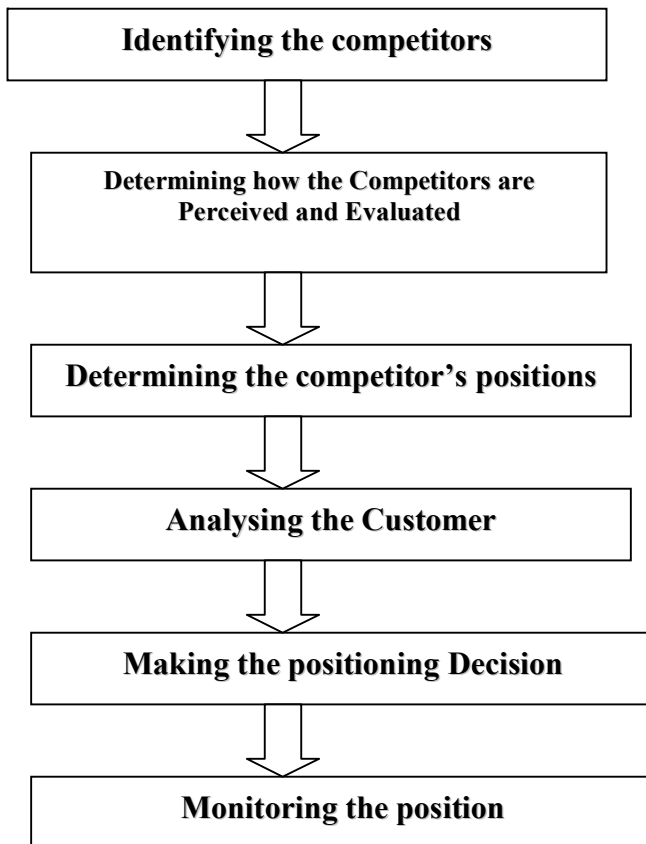 Identifying the competitors
Determining how the Competitors are
Perceived and Evaluated
Determining the competitor’s positions
Analysing the Customer
Making the positioning Decision
Monitoring the position